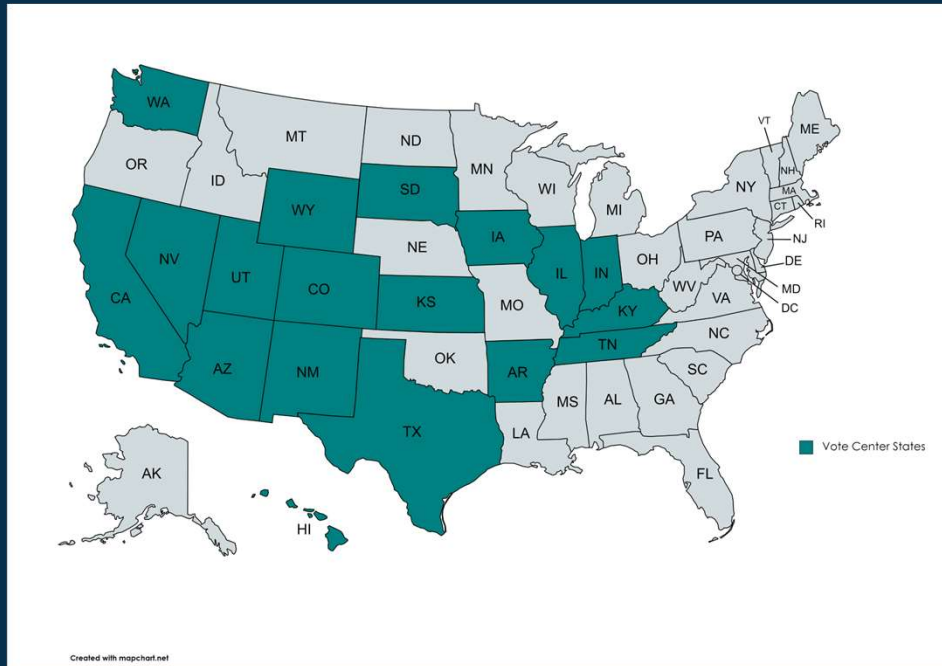 WA
MT
ND
MN
VT
ME
OR
ID
SD
WI
MI
NY
NH
MA
CT
RI
WY
IA
PA
NJ
NE
OH
DE
NV
UT
CO
IL
IN
WV
MD
DC
CA
KS
MO
KY
VA
AZ
NM
OK
AR
TN
NC
SC
MS
AL
GA
TX
LA
Vote Center States
FL
AK
HI
Created with mapchart.net